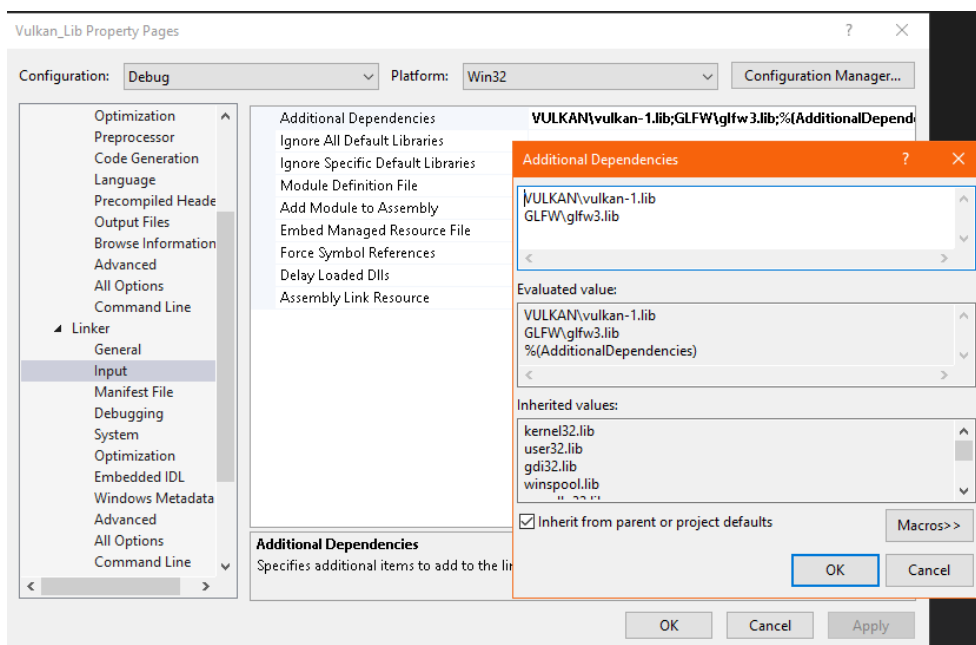 Vulkan_Lib Property Pages
Configuration: Debug Platform: Win32 Configuration Manager...
Optimization
Preprocessor
Code Generation
Language
Precompiled Heade
Output Files
Browse Information
Advanced
All Options
Command Line
Linker
General
Input
Manifest File
Debugging
System
Optimization
Embedded IDL
Windows Metadata
Advanced
All Options
Command Line
Additional Dependencies VULKAN\vulkan-1.lib;GLFW\glfw3.lib;%(AdditionalDepend
Ignore All Default Libraries
Ignore Specific Default Libraries
Module Definition File
Add Module to Assembly
Embed Managed Resource File
Force Symbol References
Delay Loaded Dlls
Assembly Link Resource
Additional Dependencies
Specifies additional items to add to the lin
Additional Dependencies
VULKAN\vulkan-1.lib
GLFW\glfw3.lib
Evaluated value:
VULKAN\vulkan-1.lib
GLFW\glfw3.lib
%(AdditionalDependencies)
Inherited values:
kernel32.lib
user32.lib
gdi32.lib
winspool.lib
Inherit from parent or project defaults
Macros>>
OK Cancel
OK Cancel Apply